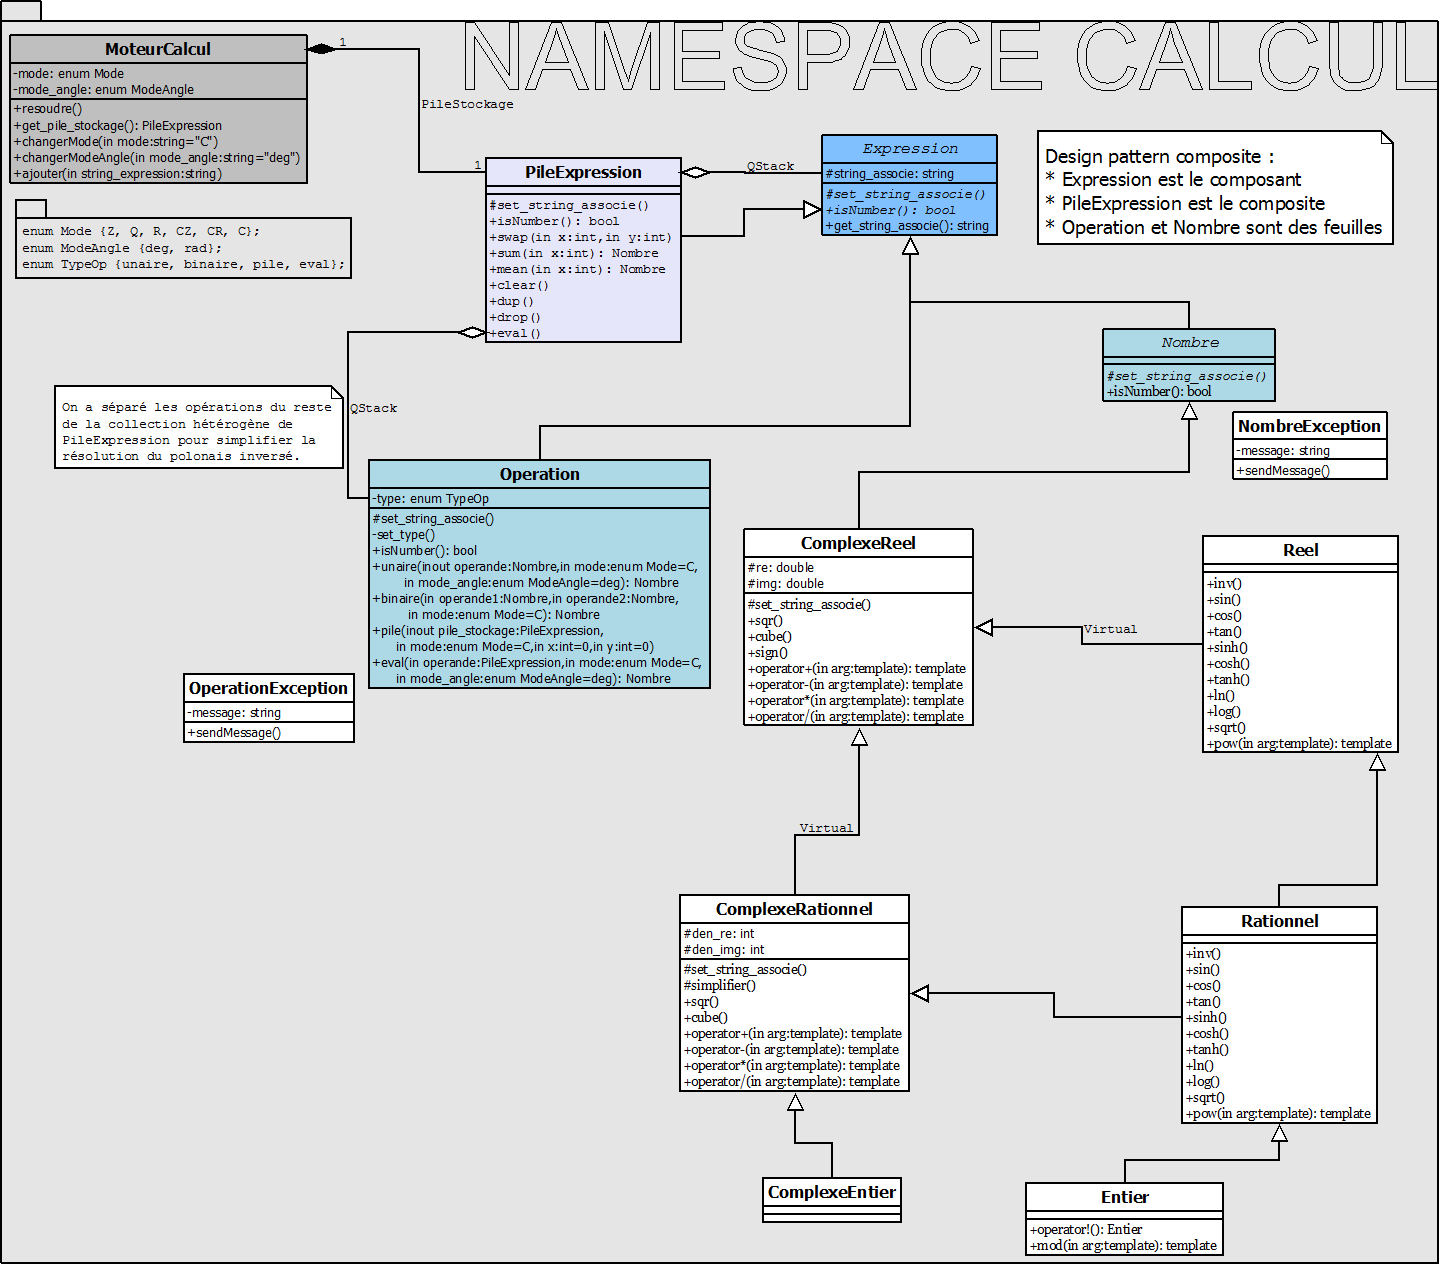 NAMESPACE CALCUL
MoteurCalcul
-mode: enum Mode
-mode_angle: enum ModeAngle
+resoudre()
+get_pile_stockage(): PileExpression
+changerMode(in mode:string="C")
+changerModeAngle(in mode_angle:string="deg")
+ajouter(in string_expression:string)
1
PileStockage
1
enum Mode {Z, Q, R, CZ, CR, C};
enum ModeAngle {deg, rad};
enum TypeOp {unaire, binaire, pile, eval};
PileExpression
#set_string_associe()
+isNumber(): bool
+swap(in x:int,in y:int)
+sum(in x:int): Nombre
+mean(in x:int): Nombre
+clear()
+dup()
+drop()
+eval()
QStack
Expression
#string_associe: string
#set_string_associe()
+isNumber(): bool
+get_string_associe(): string
Design pattern composite :
* Expression est le composant
* PileExpression est le composite
* Operation et Nombre sont des feuilles
Nombre
#set_string_associe()
+isNumber(): bool
NombreException
-message: string
+sendMessage()
On a séparé les opérations du reste
de la collection hétérogène de
PileExpression pour simplifier la
résolution du polonais inversé.
QStack
Operation
-type: enum TypeOp
#set_string_associe()
-set_type()
+isNumber(): bool
+unaire(inout operande:Nombre,in mode:enum Mode=C,
in mode_angle:enum ModeAngle=deg): Nombre
+binaire(in operande1:Nombre,in operande2:Nombre,
in mode:enum Mode=C): Nombre
+pile(inout pile_stockage:PileExpression,
in mode:enum Mode=C,in x:int=0,in y:int=0)
+eval(in operande:PileExpression,in mode:enum Mode=C,
in mode_angle:enum ModeAngle=deg): Nombre
OperationException
-message: string
+sendMessage()
ComplexeReel
#re: double
#img: double
#set_string_associe()
+sqr()
+cube()
+sign()
+operator+(in arg:template): template
+operator-(in arg:template): template
+operator*(in arg:template): template
+operator/(in arg:template): template
Virtual
Reel
+inv()
+sin()
+cos()
+tan()
+sinh()
+cosh()
+tanh()
+ln()
+log()
+sqrt()
+pow(in arg:template): template
Virtual
ComplexeRationnel
#den_re: int
#den_img: int
#set_string_associe()
#simplifier()
+sqr()
+cube()
+operator+(in arg:template): template
+operator-(in arg:template): template
+operator*(in arg:template): template
+operator/(in arg:template): template
Rationnel
+inv()
+sin()
+cos()
+tan()
+sinh()
+cosh()
+tanh()
+ln()
+log()
+sqrt()
+pow(in arg:template): template
ComplexeEntier
Entier
+operator!(): Entier
+mod(in arg:template): template